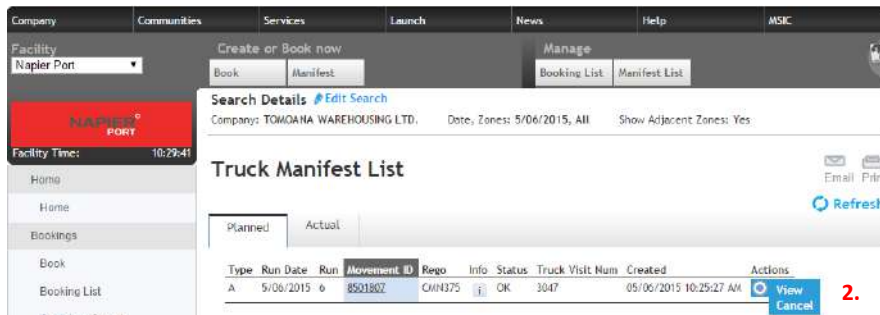 Company Communities Services Launch News Help MSIC
Facility
Napier Port
Create or Book now
Book Manifest
Manage
Booking List Manifest List
Search Details Edit Search
Company: TOMOANA WAREHOUSING LTD. Date, Zones: 5/06/2015, All Show Adjacent Zones: Yes
NAPIER
PORT
Facility Time: 10:29:41
Truck Manifest List
Email
Refresh
Home
Home
Bookings
Book
Booking List
Planned Actual
Type Run Date Run Movement ID Rego Info Status Truck Visit Num Created Actions
A 5/06/2015 6 8501807 CMN375 i OK 3047 05/06/2015 10:25:27 AM View
Cancel
2.